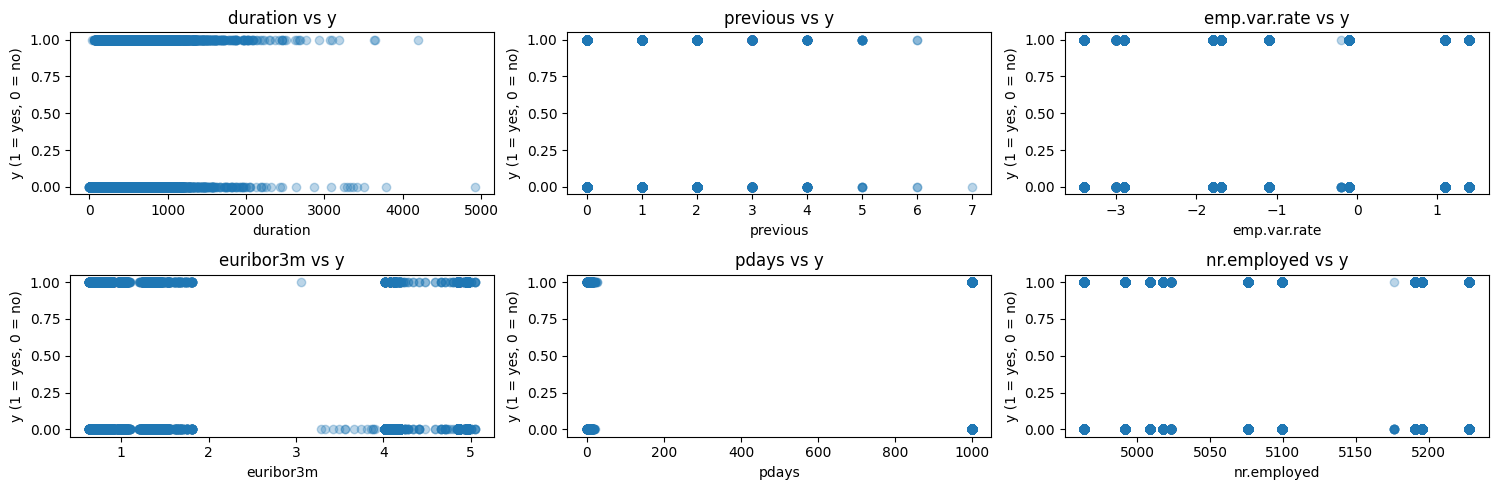 duration vs y
1.00
0.75
0.50
0.25
0.00
y (1 = yes, 0 = no)
0 1000 2000 3000 4000 5000
duration
previous vs y
1.00
0.75
0.50
0.25
0.00
y (1 = yes, 0 = no)
0 1 2 3 4 5 6 7
previous
emp.var.rate vs y
1.00
0.75
0.50
0.25
0.00
y (1 = yes, 0 = no)
−3 −2 −1 0 1
emp.var.rate
euribor3m vs y
1.00
0.75
0.50
0.25
0.00
y (1 = yes, 0 = no)
1 2 3 4 5
euribor3m
pdays vs y
1.00
0.75
0.50
0.25
0.00
y (1 = yes, 0 = no)
0 200 400 600 800 1000
pdays
nr.employed vs y
1.00
0.75
0.50
0.25
0.00
y (1 = yes, 0 = no)
5000 5050 5100 5150 5200
nr.employed